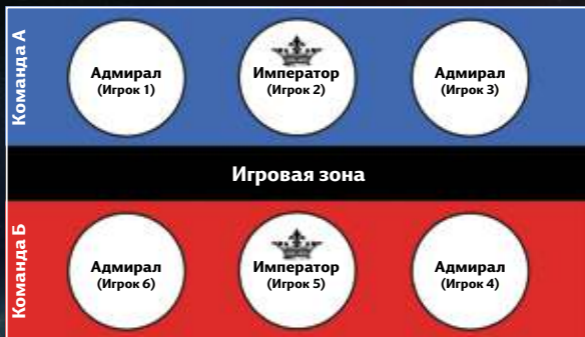 Команда А
Адмирал
(Игрок 1)
Император
(Игрок 2)
Адмирал
(Игрок 3)
Игровая зона
Команда Б
Адмирал
(Игрок 6)
Император
(Игрок 5)
Адмирал
(Игрок 4)